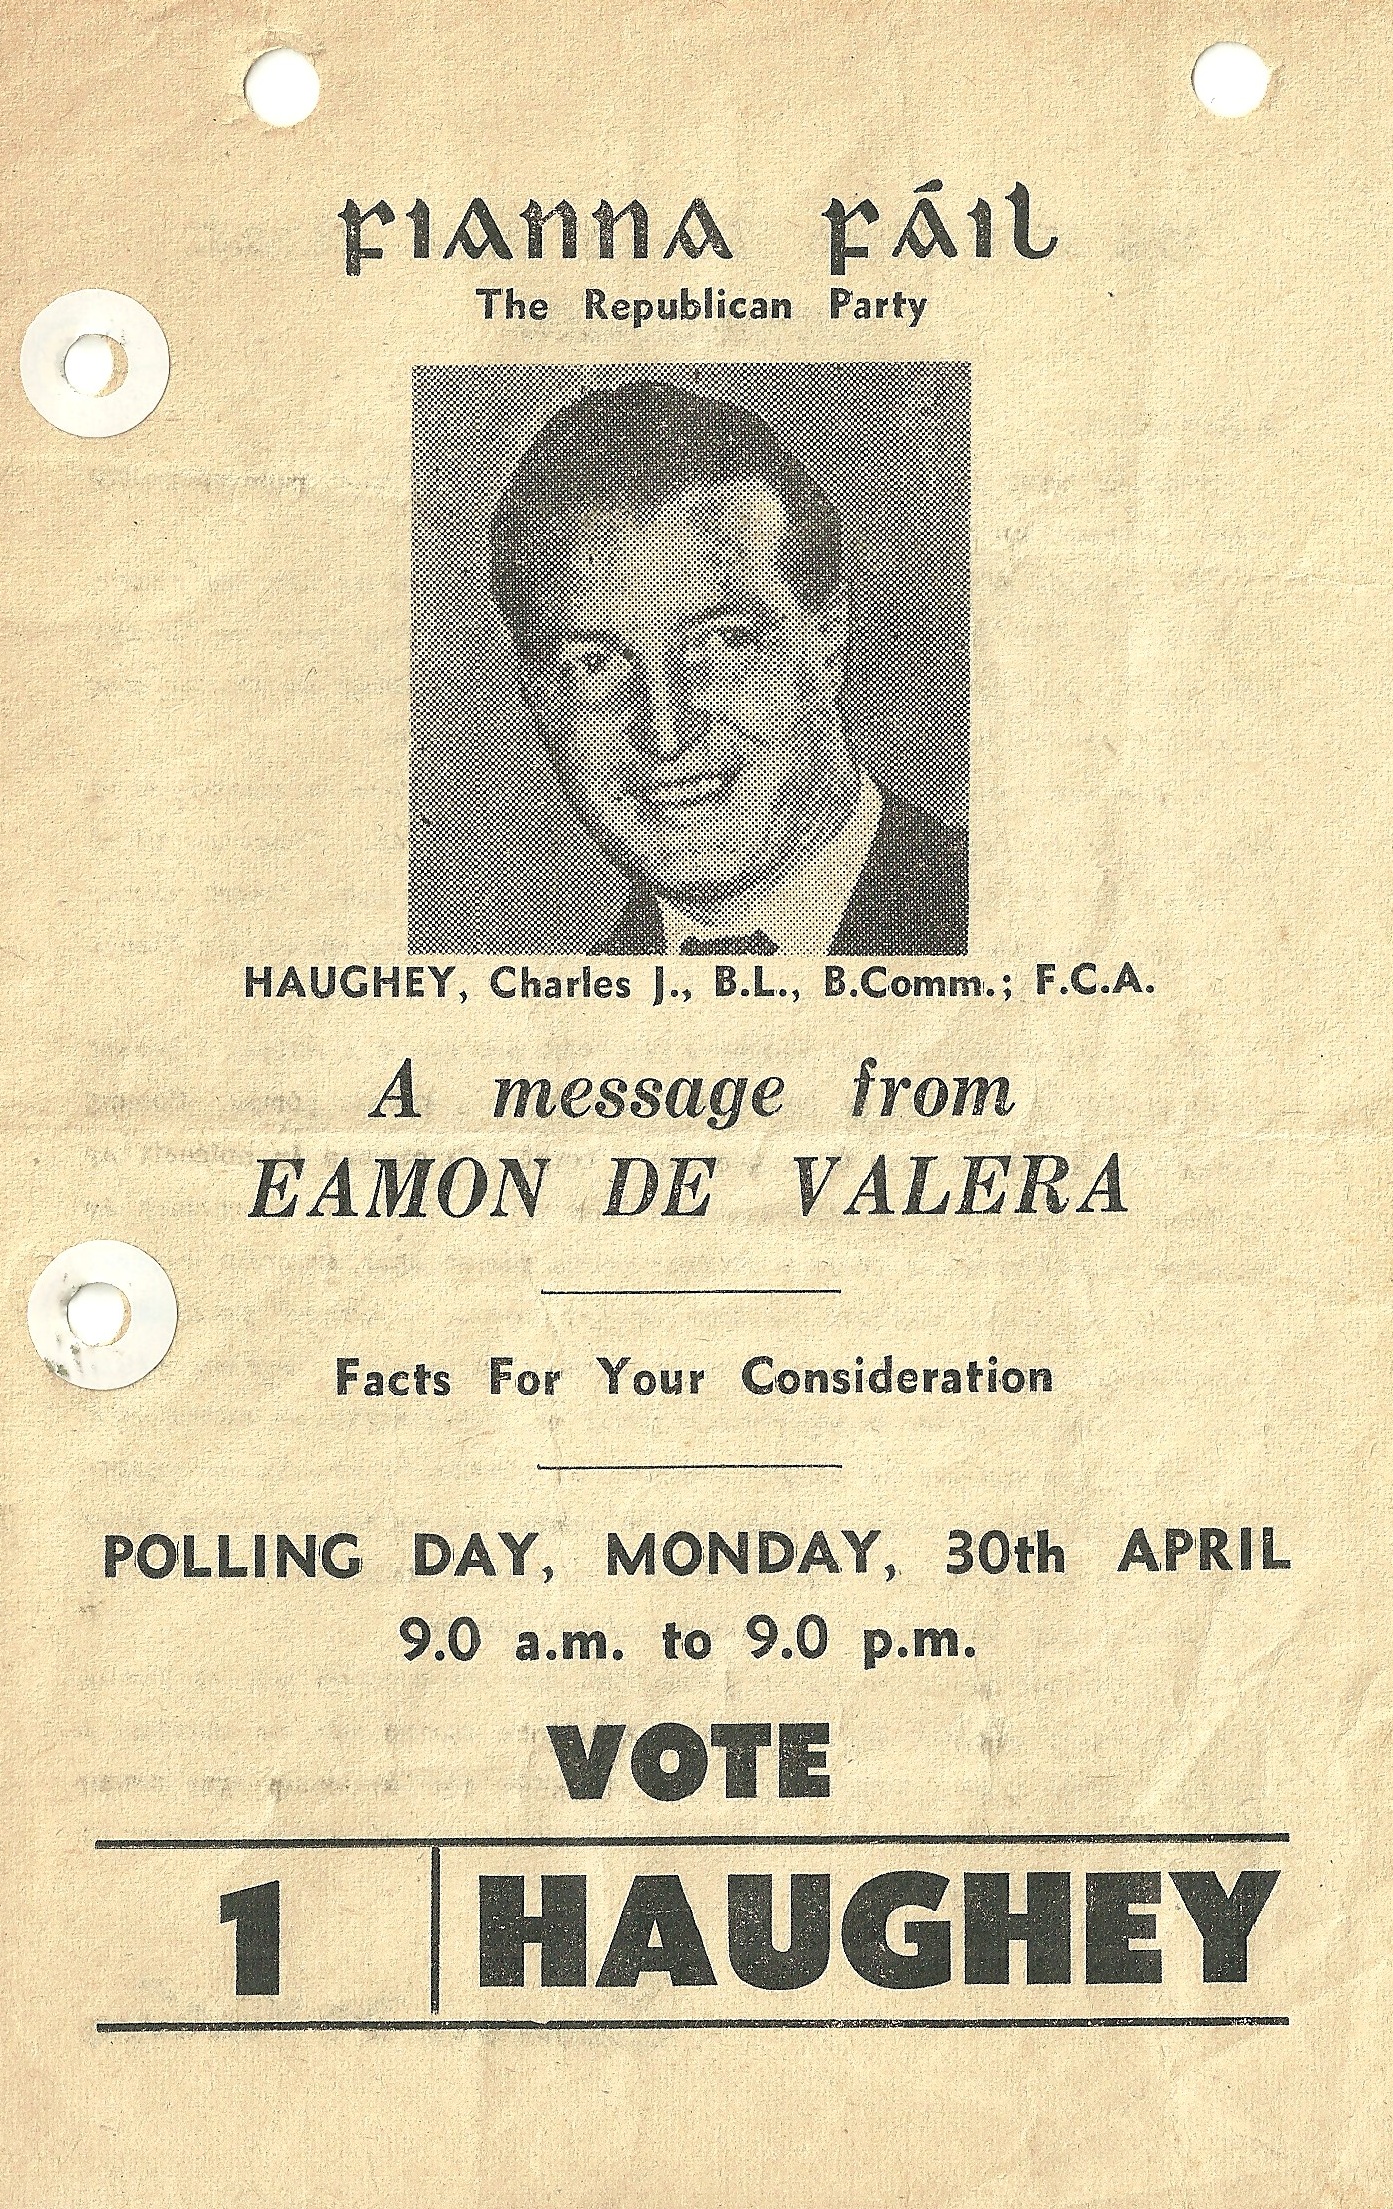 FIANNA FÁIL
The Republican Party
HAUGHEY, Charles J., B.L., B.Comm.; F.C.A.
A message from
EAMON DE VALERA
Facts For Your Consideration
POLLING DAY, MONDAY, 30th APRIL
9.0 a.m. to 9.0 p.m.
VOTE
1 HAUGHEY